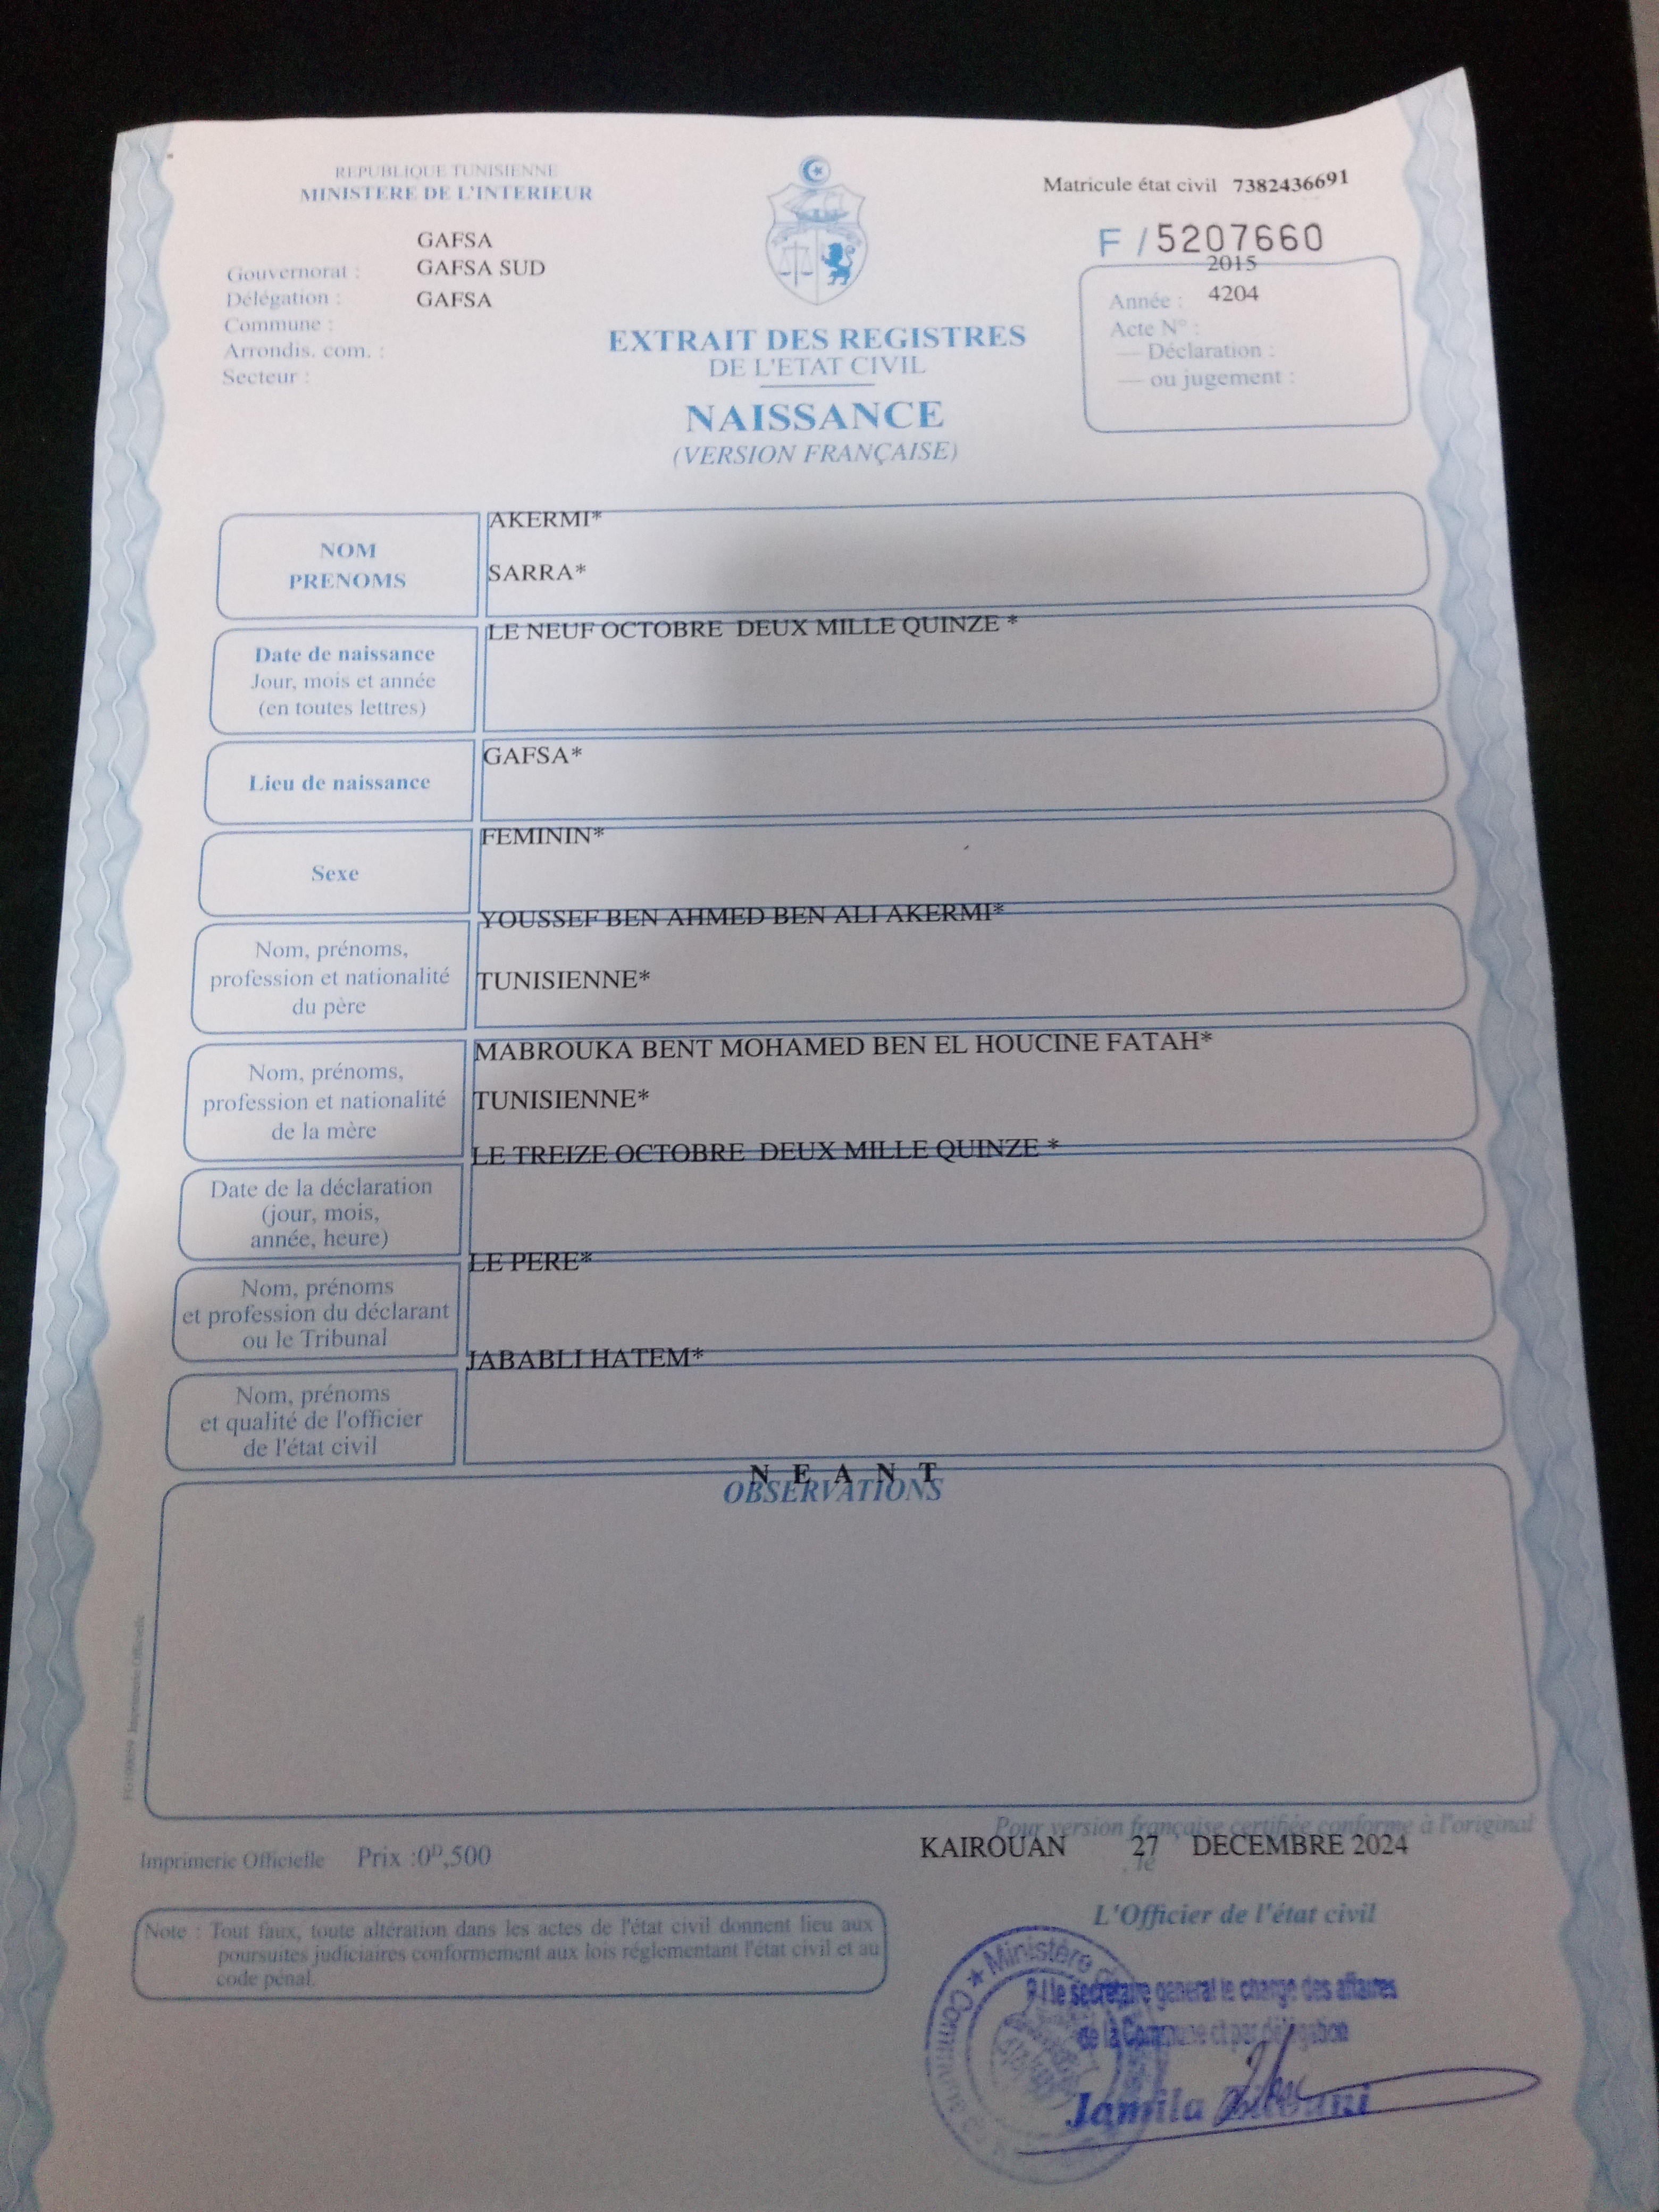 REPUBLIQUE TUNISIENNE
MINISTERE DE L'INTERIEUR
Matricule état civil 7382436691
F / 5207660
GAFSA
Gouvernorat :
GAFSA SUD
Délégation :
GAFSA
Commune :
Arrondis. com. :
Secteur :
2015
Année :
4204
Acte N° :
— Déclaration :
— ou jugement :
EXTRAIT DES REGISTRES
DE L'ETAT CIVIL
NAISSANCE
(VERSION FRANÇAISE)
NOM
PRENOMS
AKERMI*
SARRA*
Date de naissance
Jour, mois et année
(en toutes lettres)
LE NEUF OCTOBRE DEUX MILLE QUINZE *
Lieu de naissance
GAFSA*
Sexe
FEMININ*
Nom, prénoms,
profession et nationalité
du père
YOUSSEF BEN AHMED BEN ALI AKERMI*
TUNISIENNE*
Nom, prénoms,
profession et nationalité
de la mère
MABROUKA BENT MOHAMED BEN EL HOUCINE FATAH*
TUNISIENNE*
Date de la déclaration
(jour, mois,
année, heure)
LE TREIZE OCTOBRE DEUX MILLE QUINZE *
Nom, prénoms
et profession du déclarant
ou le Tribunal
LE PERE*
Nom, prénoms
et qualité de l'officier
de l'état civil
JABABLI HATEM*
N E A N T
OBSERVATIONS
Imprimerie Officielle
Pour version française certifiée conforme à l'original
Imprimerie Officielle Prix :0D,500
KAIROUAN 27 DECEMBRE 2024
, le
Note : Tout faux, toute altération dans les actes de l'état civil donnent lieu aux
poursuites judiciaires conformement aux lois réglementant l'état civil et au
code pénal.
L'Officier de l'état civil
★ Ministère
P/ le secretaire general le charge des affaires
de la Commune et par délégation
Jamila